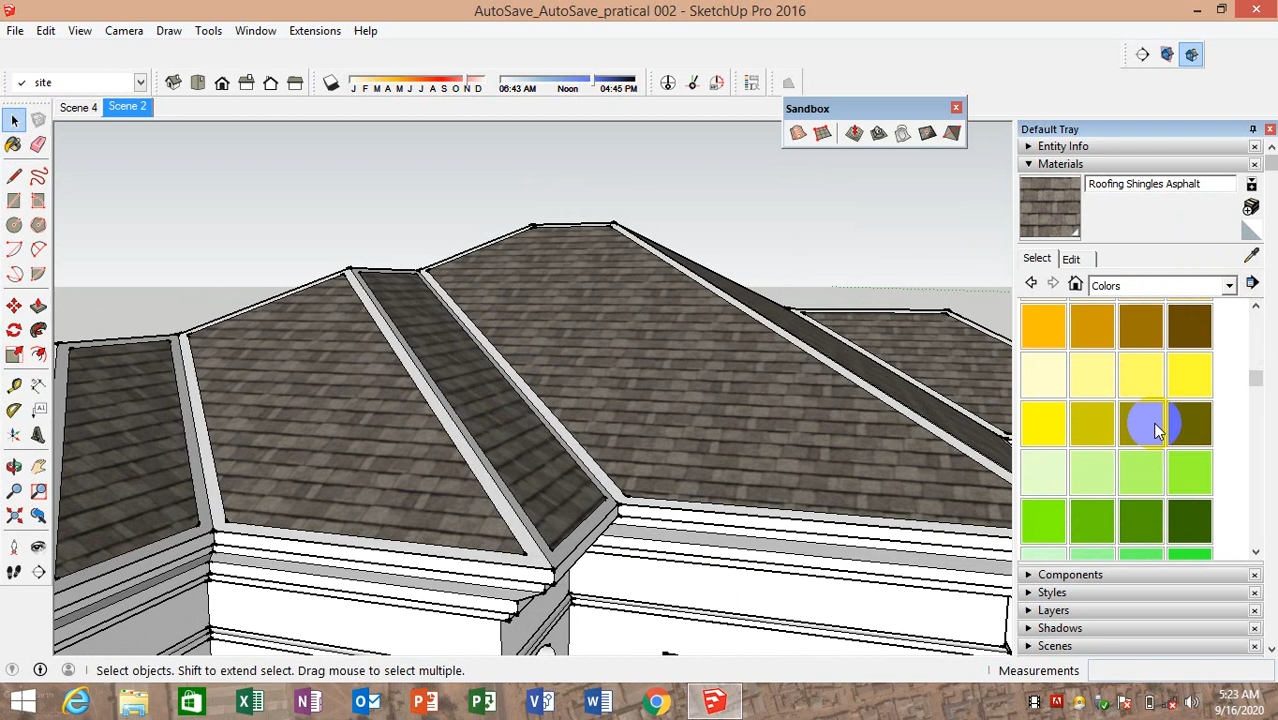 AutoSave_AutoSave_pratical 002 - SketchUp Pro 2016
File Edit View Camera Draw Tools Window Extensions Help
site
J F M A M J J A S O N D
06:43 AM Noon 04:45 PM
Scene 4 Scene 2
Sandbox
Default Tray
Entity Info
Materials
Roofing Shingles Asphalt
Select Edit
Colors
Components
Styles
Layers
Shadows
Scenes
Select objects. Shift to extend select. Drag mouse to select multiple.
Measurements
5:23 AM
9/16/2020